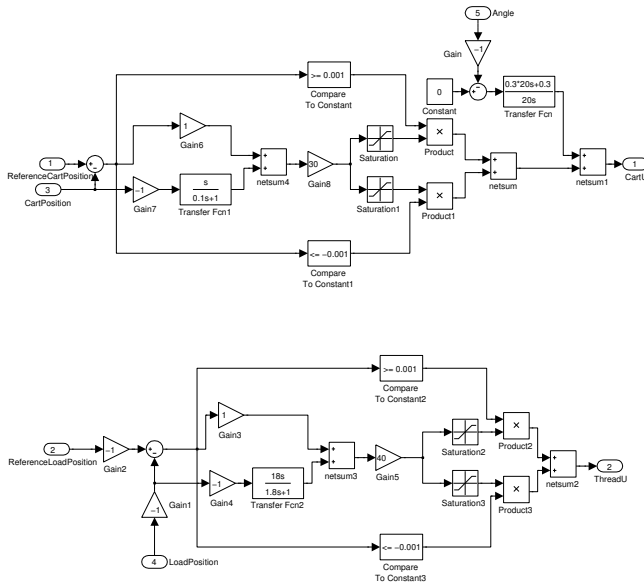 5 Angle
-1
Gain
>= 0.001
Compare
To Constant
0
Constant
0.3*20s+0.3
20s
Transfer Fcn
1
Gain6
Saturation
×
Product
1
ReferenceCartPosition
3
CartPosition
-1
Gain7
s
0.1s+1
Transfer Fcn1
netsum4
30
Gain8
Saturation1
×
Product1
netsum
netsum1
1
CartU
<= -0.001
Compare
To Constant1
>= 0.001
Compare
To Constant2
1
Gain3
2
ReferenceLoadPosition
-1
Gain2
-1
Gain4
18s
1.8s+1
Transfer Fcn2
netsum3
40
Gain5
Saturation2
×
Product2
Saturation3
×
Product3
netsum2
2
ThreadU
-1
Gain1
4 LoadPosition
<= -0.001
Compare
To Constant3